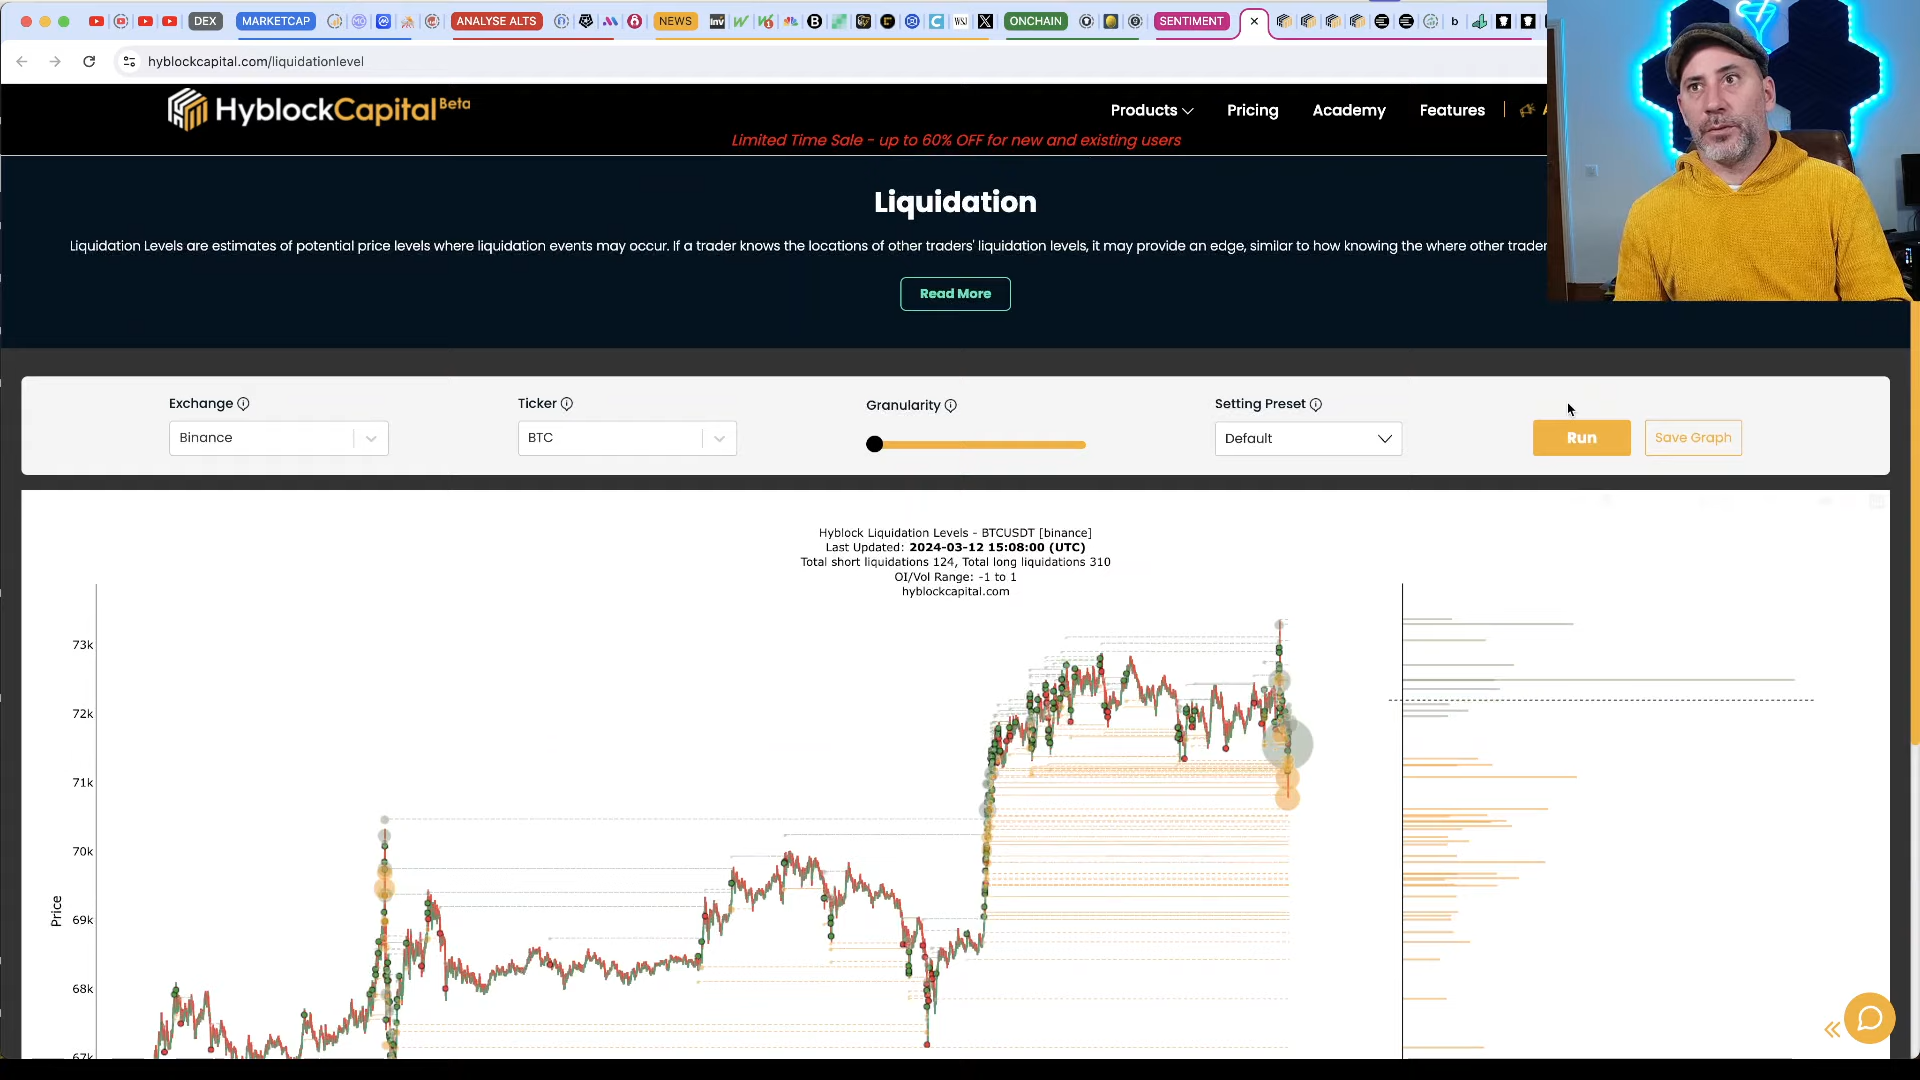 DEX MARKETCAP ANALYSE ALTS NEWS ONCHAIN SENTIMENT
hyblockcapital.com/liquidationlevel
HyblockCapital Beta
Products Pricing Academy Features
Limited Time Sale - up to 60% OFF for new and existing users
Liquidation
Liquidation Levels are estimates of potential price levels where liquidation events may occur. If a trader knows the locations of other traders' liquidation levels, it may provide an edge, similar to how knowing the where other trader
Read More
Exchange Ticker Granularity Setting Preset
Binance BTC Default Run Save Graph
Hyblock Liquidation Levels - BTCUSDT [binance]
Last Updated: 2024-03-12 15:08:00 (UTC)
Total short liquidations 124, Total long liquidations 310
OI/Vol Range: -1 to 1
hyblockcapital.com
73k
72k
71k
70k
69k
68k
67k
Price